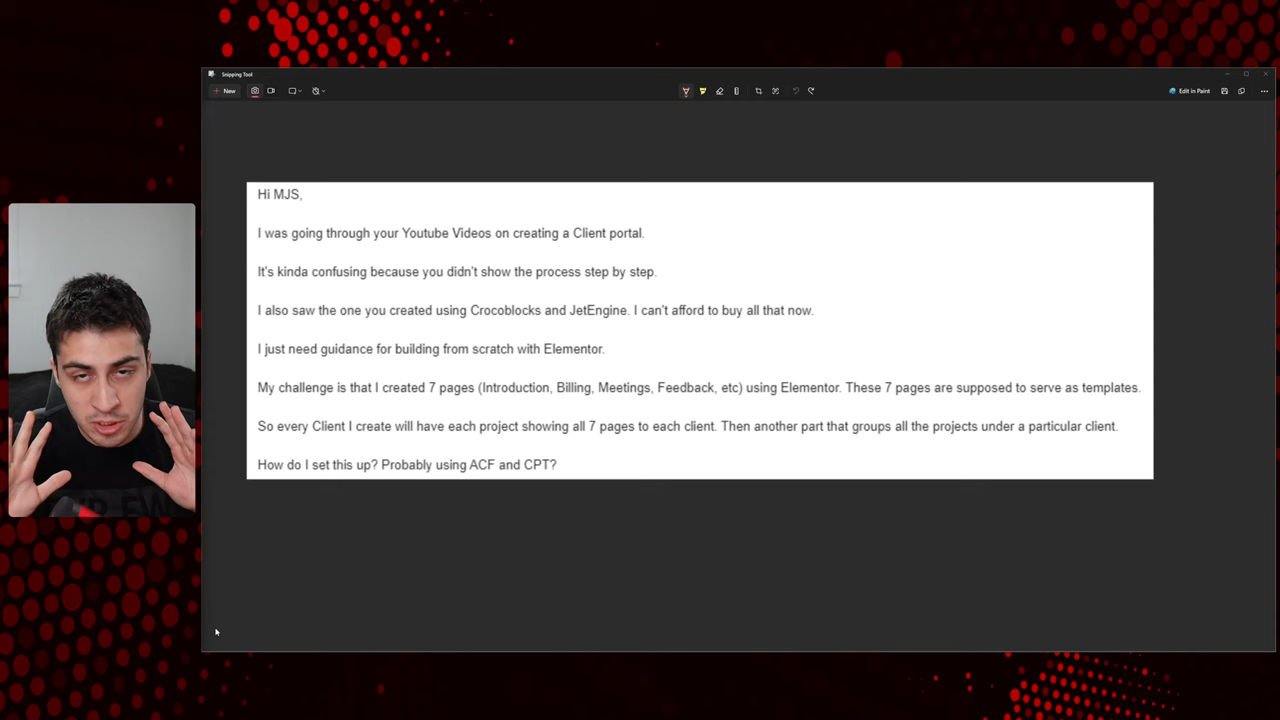 Snipping Tool
New
Edit in Paint
Hi MJS,
I was going through your Youtube Videos on creating a Client portal.
It's kinda confusing because you didn't show the process step by step.
I also saw the one you created using Crocoblocks and JetEngine. I can't afford to buy all that now.
I just need guidance for building from scratch with Elementor.
My challenge is that I created 7 pages (Introduction, Billing, Meetings, Feedback, etc) using Elementor. These 7 pages are supposed to serve as templates.
So every Client I create will have each project showing all 7 pages to each client. Then another part that groups all the projects under a particular client.
How do I set this up? Probably using ACF and CPT?